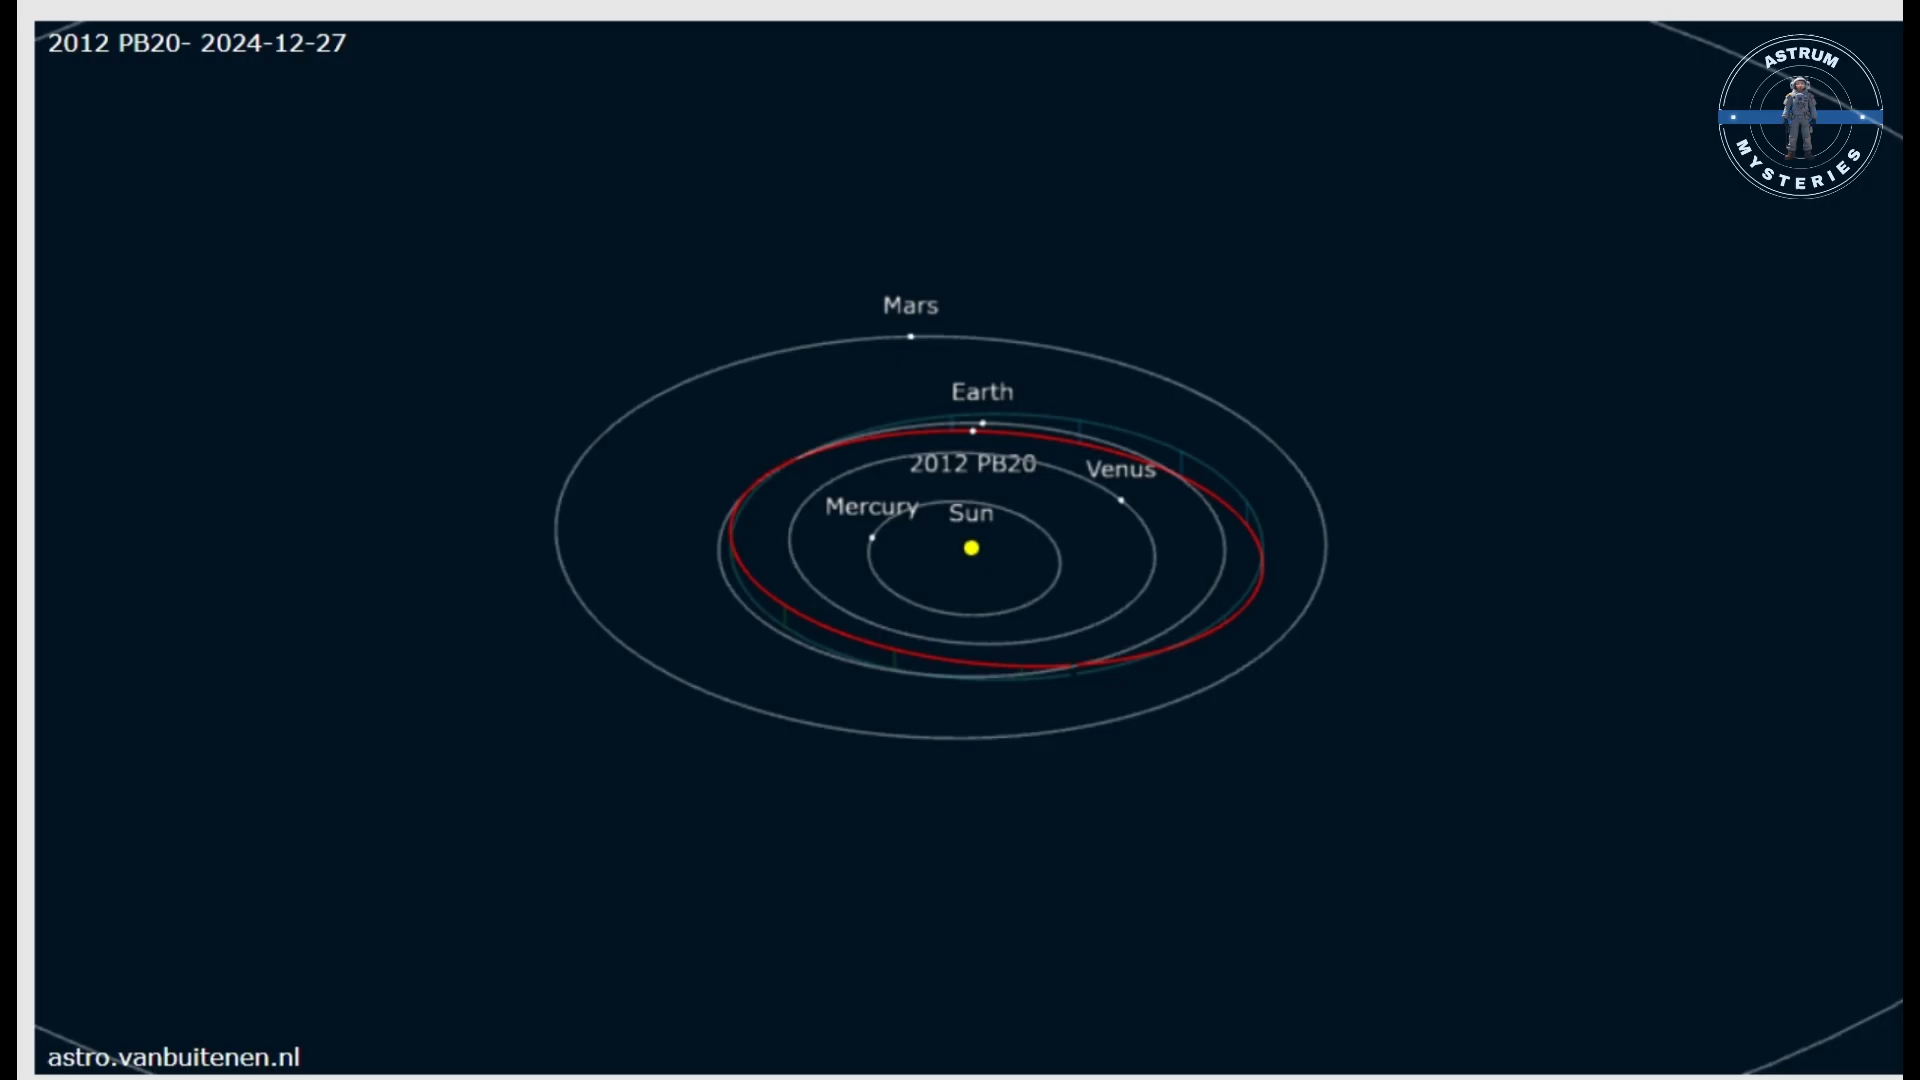 2012 PB20- 2024-12-27
ASTRUM
MYSTERIES
Mars
Earth
2012 PB20
Venus
Mercury
Sun
astro.vanbuitenen.nl